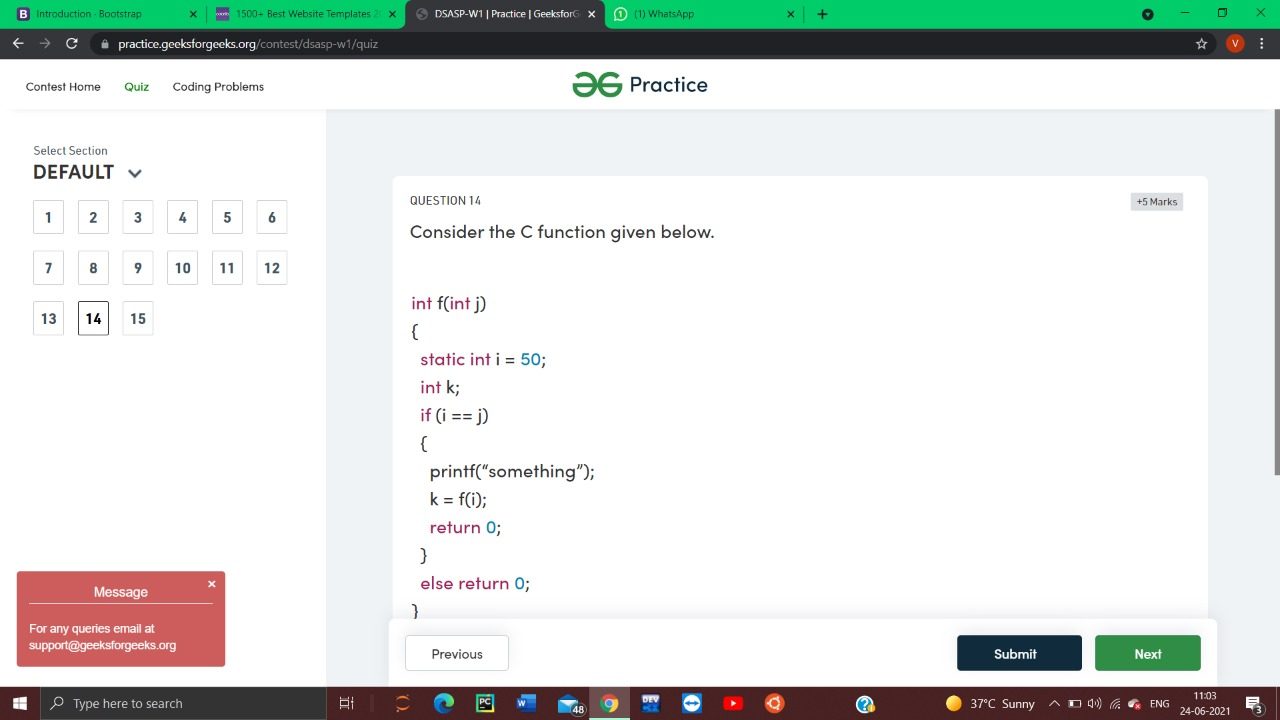 Introduction · Bootstrap
1500+ Best Website Templates 2
DSASP-W1 | Practice | GeeksforG
(1) WhatsApp
practice.geeksforgeeks.org/contest/dsasp-w1/quiz
V
Contest Home
Quiz
Coding Problems
Practice
Select Section
DEFAULT
1 2 3 4 5 6
7 8 9 10 11 12
13 14 15
QUESTION 14
+5 Marks
Consider the C function given below.
int f(int j)
{
static int i = 50;
int k;
if (i == j)
{
printf(“something”);
k = f(i);
return 0;
}
else return 0;
}
Message
For any queries email at
support@geeksforgeeks.org
Previous
Submit
Next
Type here to search
PC
48
DEV
37°C Sunny
ENG
11:03
24-06-2021
3